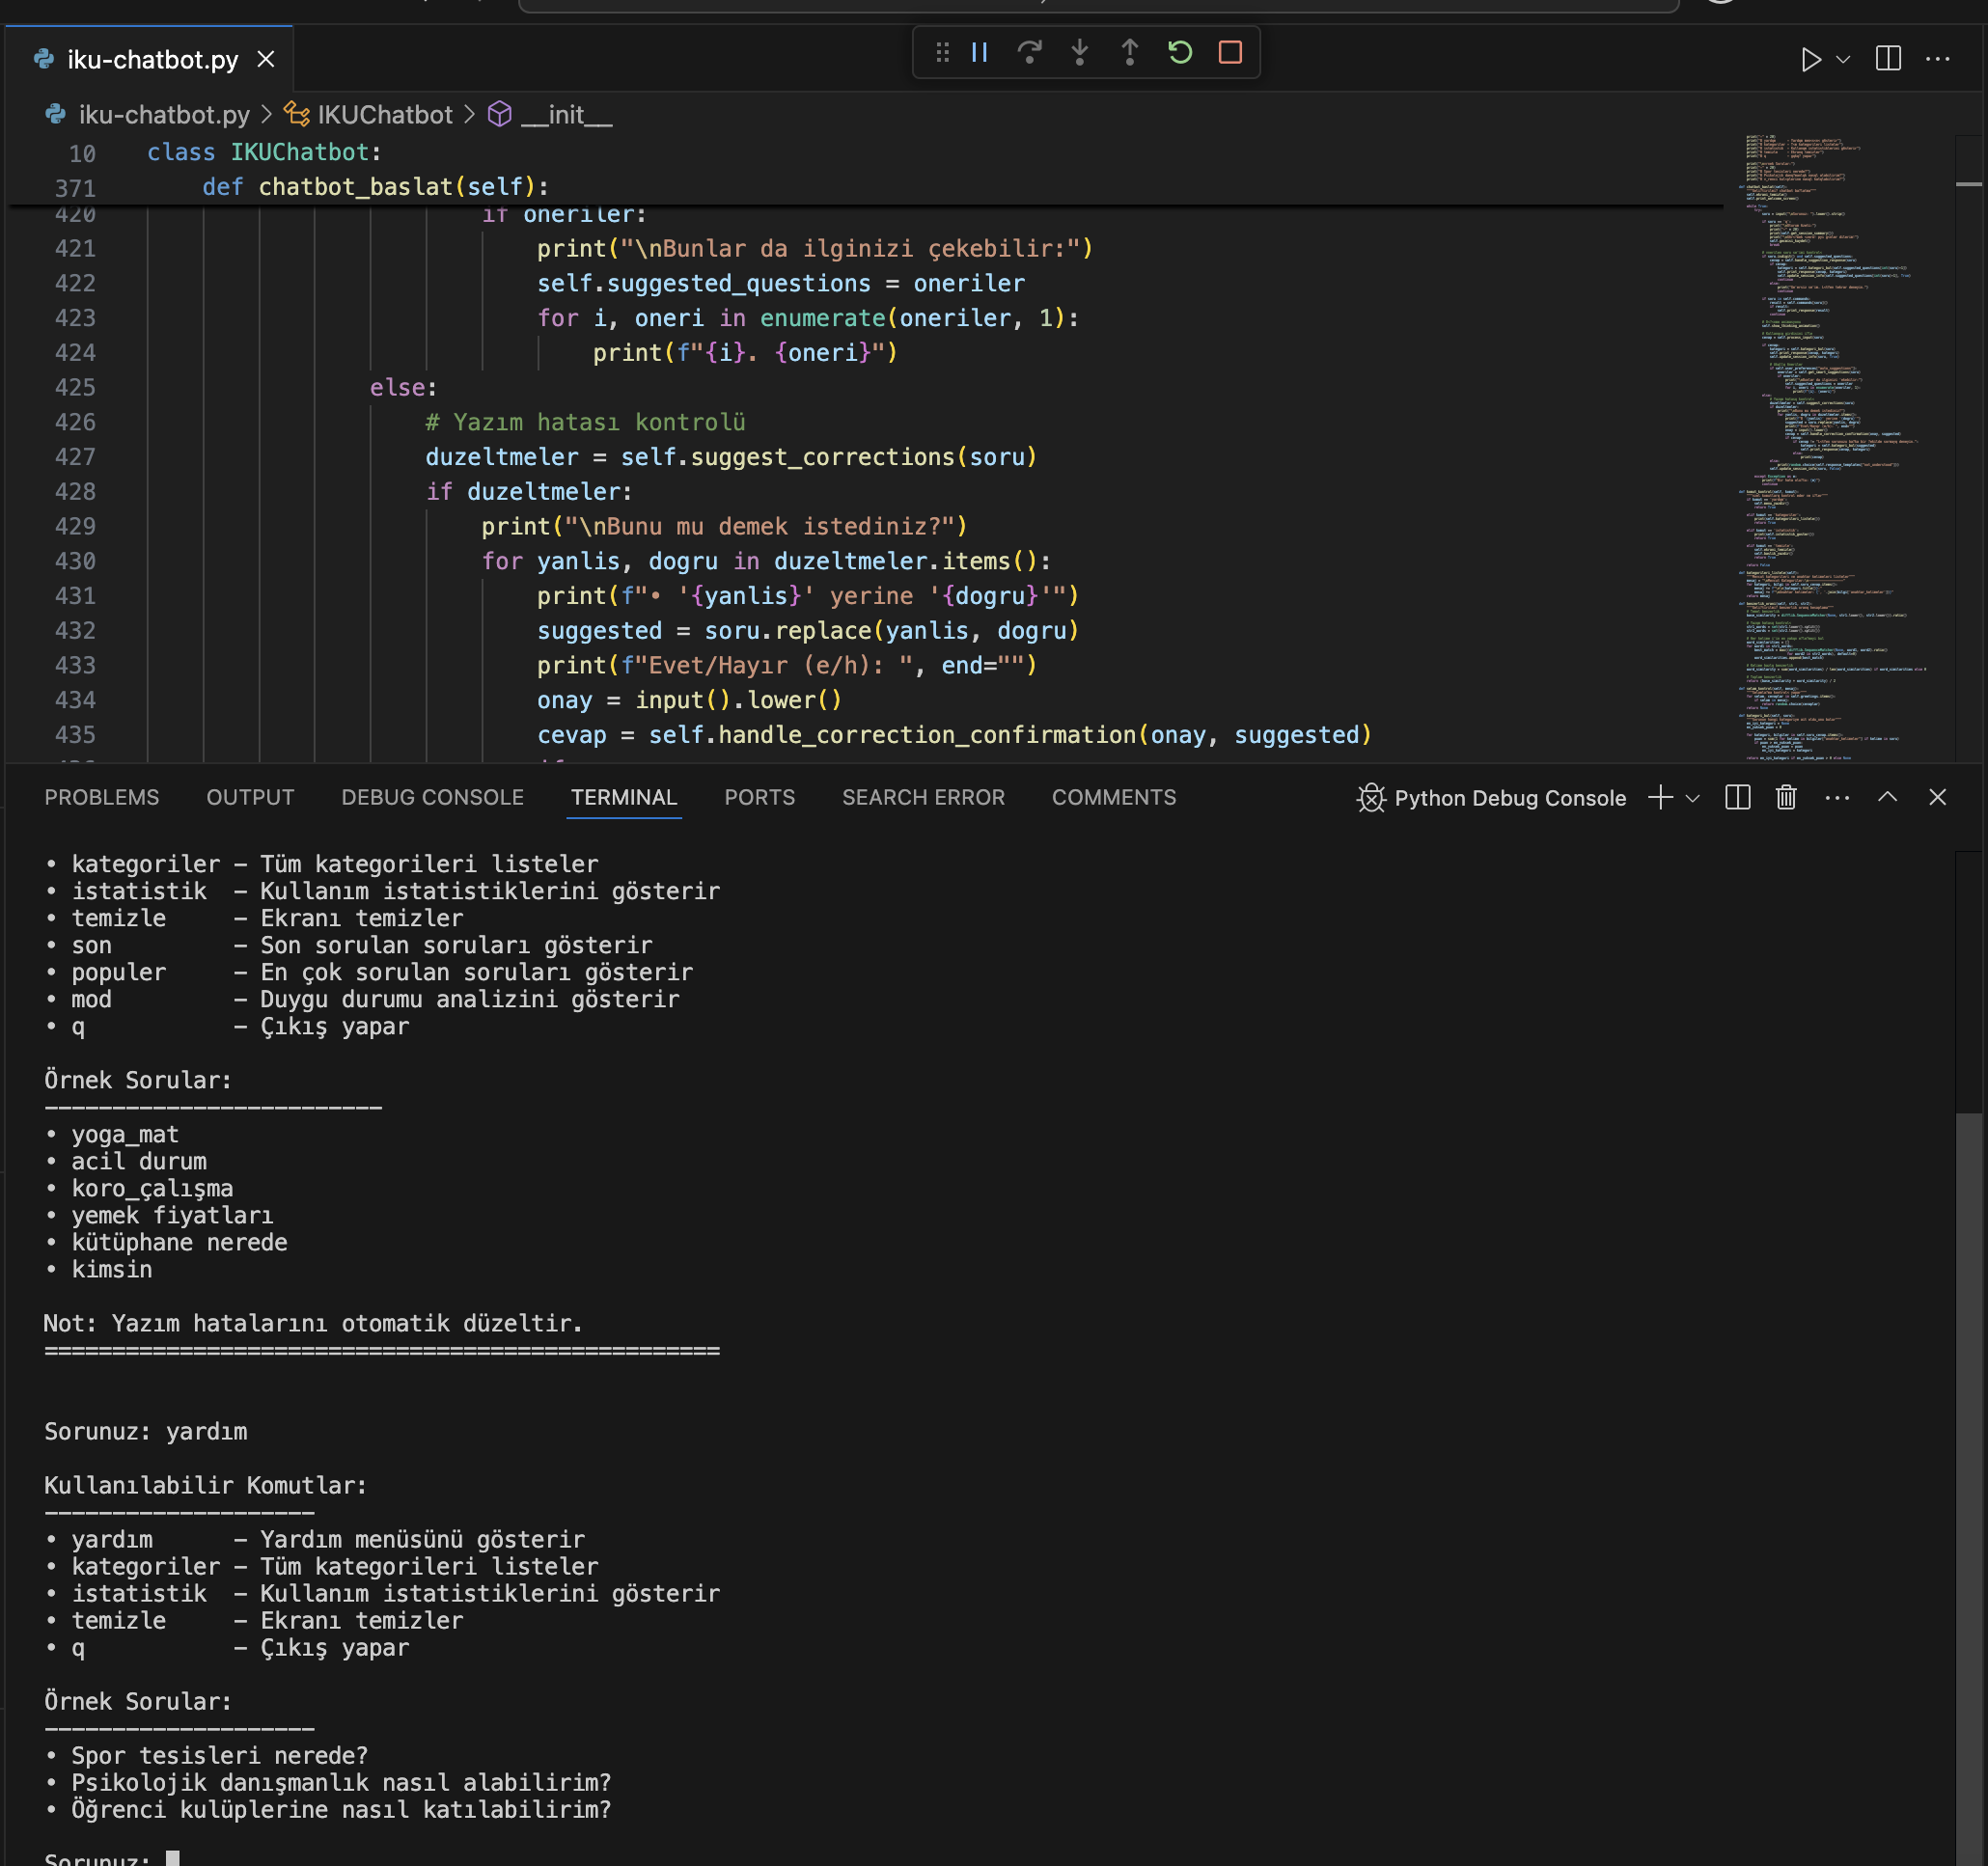 iku-chatbot.py
iku-chatbot.py > IKUChatbot > __init__
10 class IKUChatbot:
371 def chatbot_baslat(self):
420 if oneriler:
421 print("\nBunlar da ilginizi çekebilir:")
422 self.suggested_questions = oneriler
423 for i, oneri in enumerate(oneriler, 1):
424 print(f"{i}. {oneri}")
425 else:
426 # Yazım hatası kontrolü
427 duzeltmeler = self.suggest_corrections(soru)
428 if duzeltmeler:
429 print("\nBunu mu demek istediniz?")
430 for yanlis, dogru in duzeltmeler.items():
431 print(f"• '{yanlis}' yerine '{dogru}'")
432 suggested = soru.replace(yanlis, dogru)
433 print(f"Evet/Hayır (e/h): ", end="")
434 onay = input().lower()
435 cevap = self.handle_correction_confirmation(onay, suggested)
PROBLEMS OUTPUT DEBUG CONSOLE TERMINAL PORTS SEARCH ERROR COMMENTS Python Debug Console
• kategoriler – Tüm kategorileri listeler
• istatistik – Kullanım istatistiklerini gösterir
• temizle – Ekranı temizler
• son – Son sorulan soruları gösterir
• populer – En çok sorulan soruları gösterir
• mod – Duygu durumu analizini gösterir
• q – Çıkış yapar
Örnek Sorular:
-------------------------
• yoga_mat
• acil durum
• koro_çalışma
• yemek fiyatları
• kütüphane nerede
• kimsin
Not: Yazım hatalarını otomatik düzeltir.
==================================================
Sorunuz: yardım
Kullanılabilir Komutlar:
--------------------
• yardım – Yardım menüsünü gösterir
• kategoriler – Tüm kategorileri listeler
• istatistik – Kullanım istatistiklerini gösterir
• temizle – Ekranı temizler
• q – Çıkış yapar
Örnek Sorular:
--------------------
• Spor tesisleri nerede?
• Psikolojik danışmanlık nasıl alabilirim?
• Öğrenci kulüplerine nasıl katılabilirim?
Sorunuz: